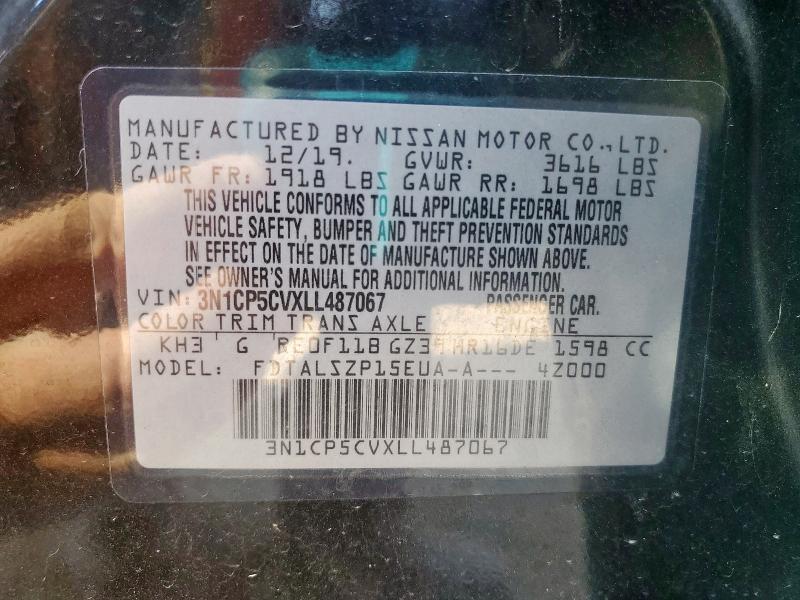 MANUFACTURED BY NISSAN MOTOR CO., LTD.
DATE: 12/19. GVWR: 3616 LBS
GAWR FR: 1918 LBS GAWR RR: 1698 LBS
THIS VEHICLE CONFORMS TO ALL APPLICABLE FEDERAL MOTOR
VEHICLE SAFETY, BUMPER AND THEFT PREVENTION STANDARDS
IN EFFECT ON THE DATE OF MANUFACTURE SHOWN ABOVE.
SEE OWNER'S MANUAL FOR ADDITIONAL INFORMATION.
VIN: 3N1CP5CVXLL487067 PASSENGER CAR.
COLOR TRIM TRANS AXLE ENGINE
KH3 G RE0F11B GZ39 HR16DE 1598 CC
MODEL: FDTALSZP15EUA-A--- 4Z000
3N1CP5CVXLL487067